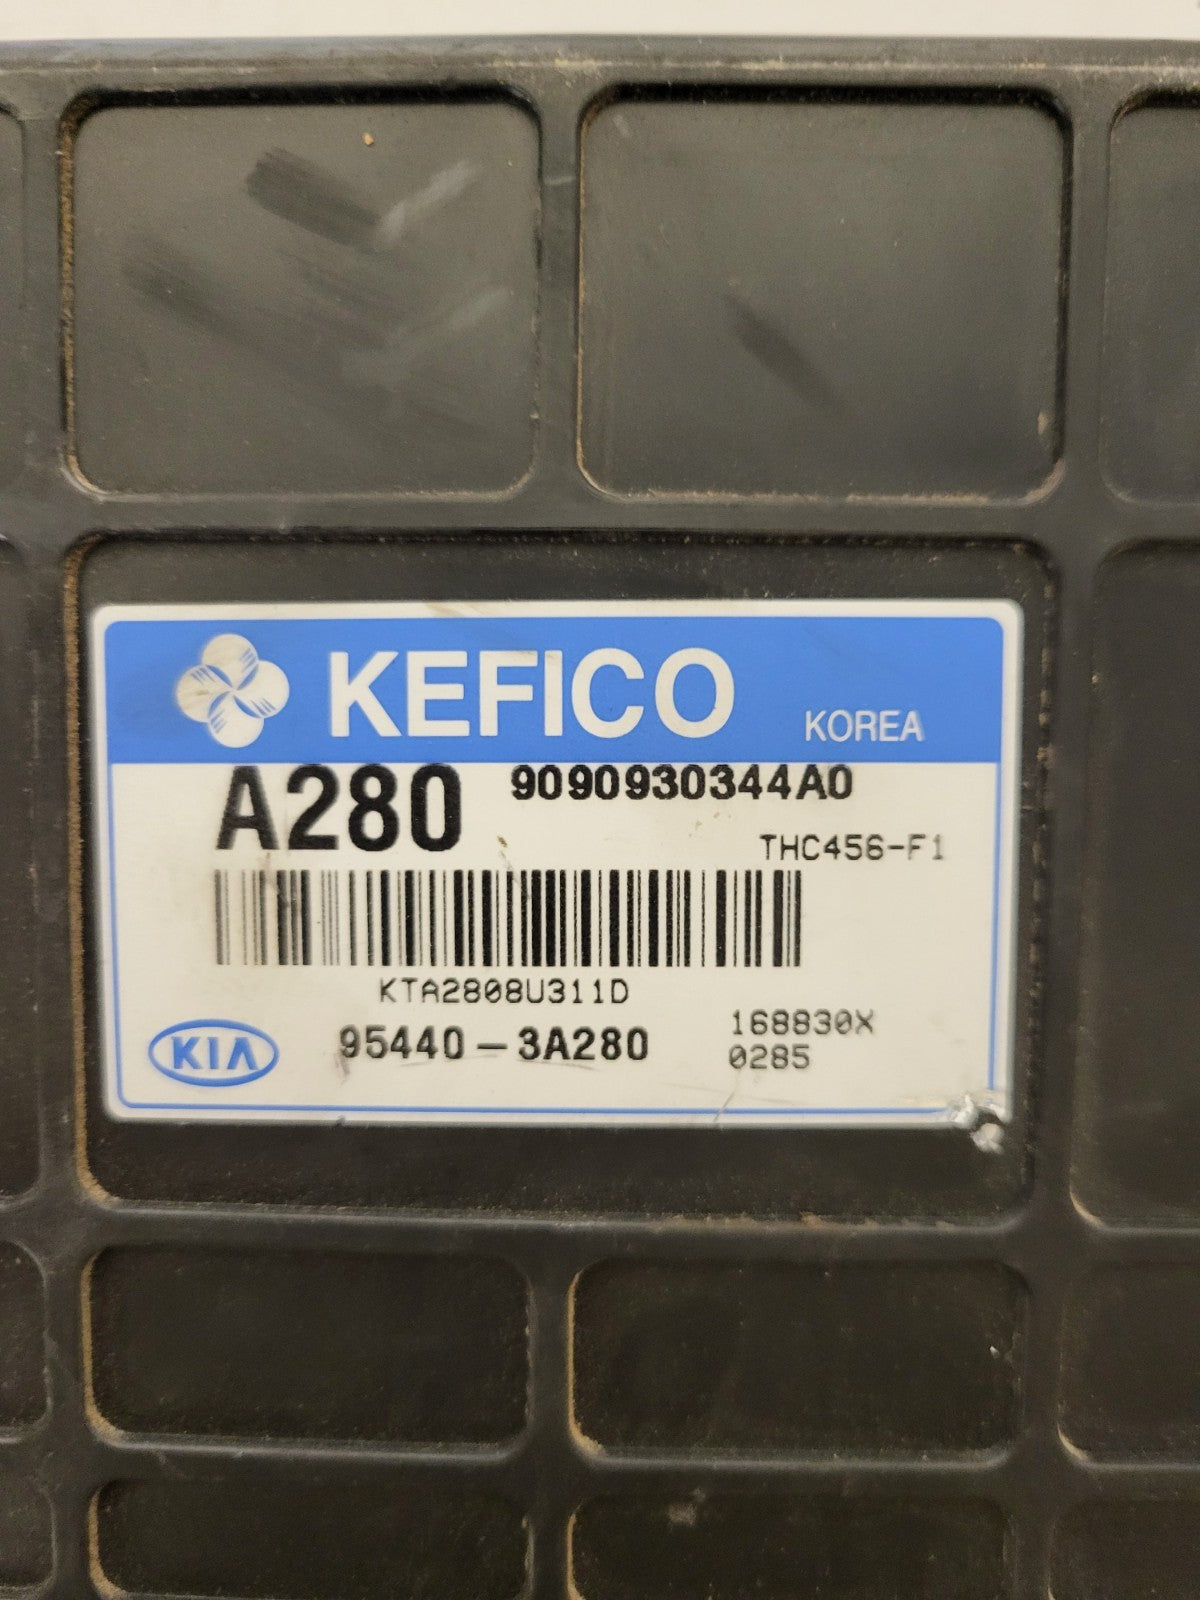 KEFICO KOREA
A280 9090930344A0
THC456-F1
KTA2808U311D
KIA 95440-3A280 168830X
0285